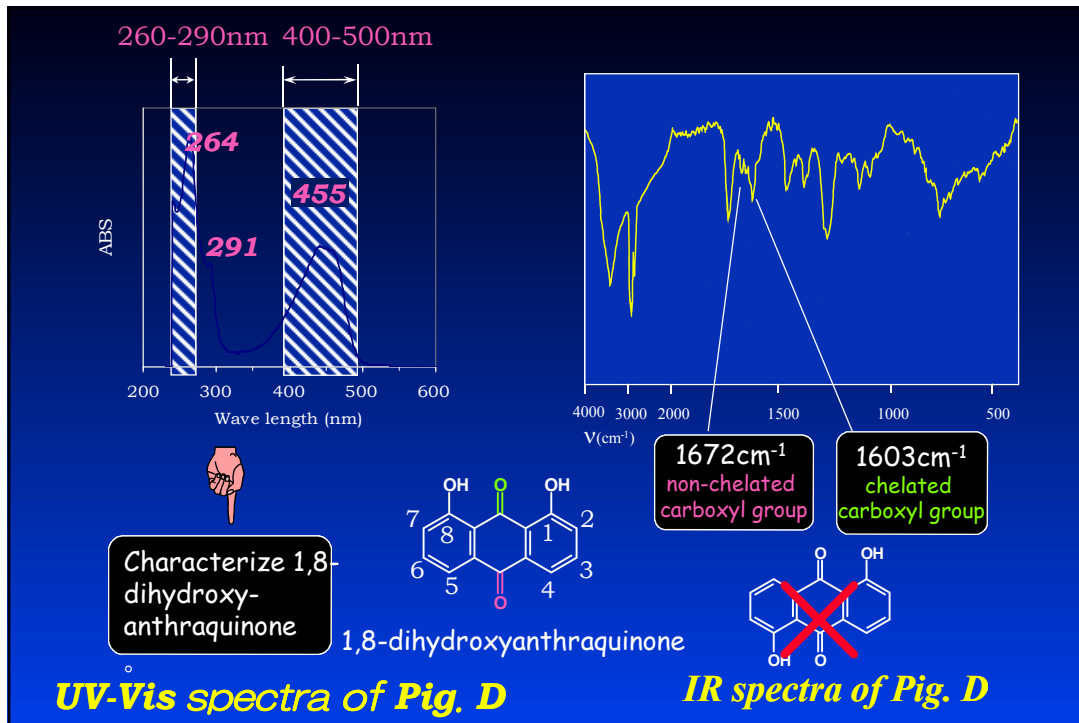 260-290nm 400-500nm
264
455
291
ABS
200 300 400 500 600
Wave length (nm)
4000 3000 2000 1500 1000 500
ν(cm-1)
1672cm-1
non-chelated
carboxyl group
1603cm-1
chelated
carboxyl group
Characterize 1,8-
dihydroxy-
anthraquinone
。
OH O OH
7 8 1 2
6 5 4 3
O
1,8-dihydroxyanthraquinone
O OH
OH O
UV-Vis spectra of Pig. D
IR spectra of Pig. D